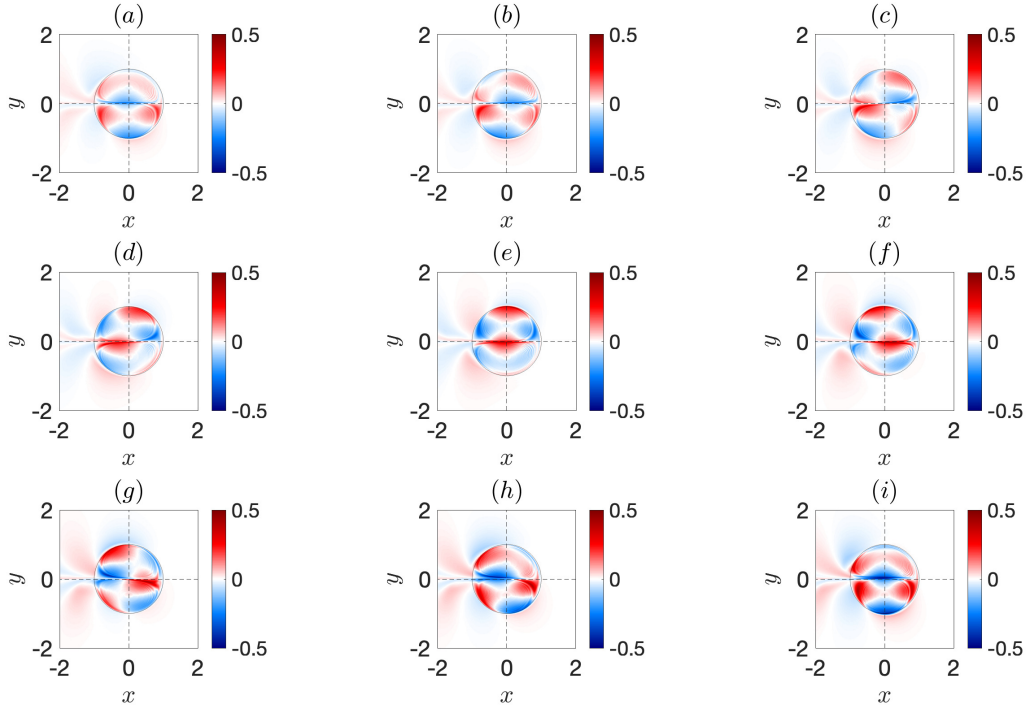 (a) (b) (c)
2 0.5 2 0.5 2 0.5
y 0 0 y 0 0 y 0 0
-2 -0.5 -2 -0.5 -2 -0.5
-2 0 2 -2 0 2 -2 0 2
x x x
(d) (e) (f)
2 0.5 2 0.5 2 0.5
y 0 0 y 0 0 y 0 0
-2 -0.5 -2 -0.5 -2 -0.5
-2 0 2 -2 0 2 -2 0 2
x x x
(g) (h) (i)
2 0.5 2 0.5 2 0.5
y 0 0 y 0 0 y 0 0
-2 -0.5 -2 -0.5 -2 -0.5
-2 0 2 -2 0 2 -2 0 2
x x x